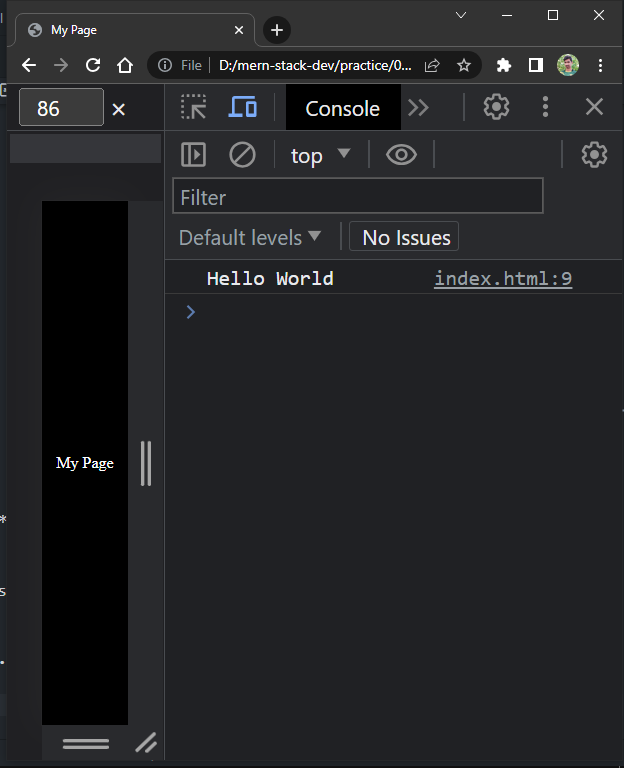 My Page
File D:/mern-stack-dev/practice/0...
86
Console
top
Filter
Default levels
No Issues
Hello World index.html:9
My Page
*
s
.